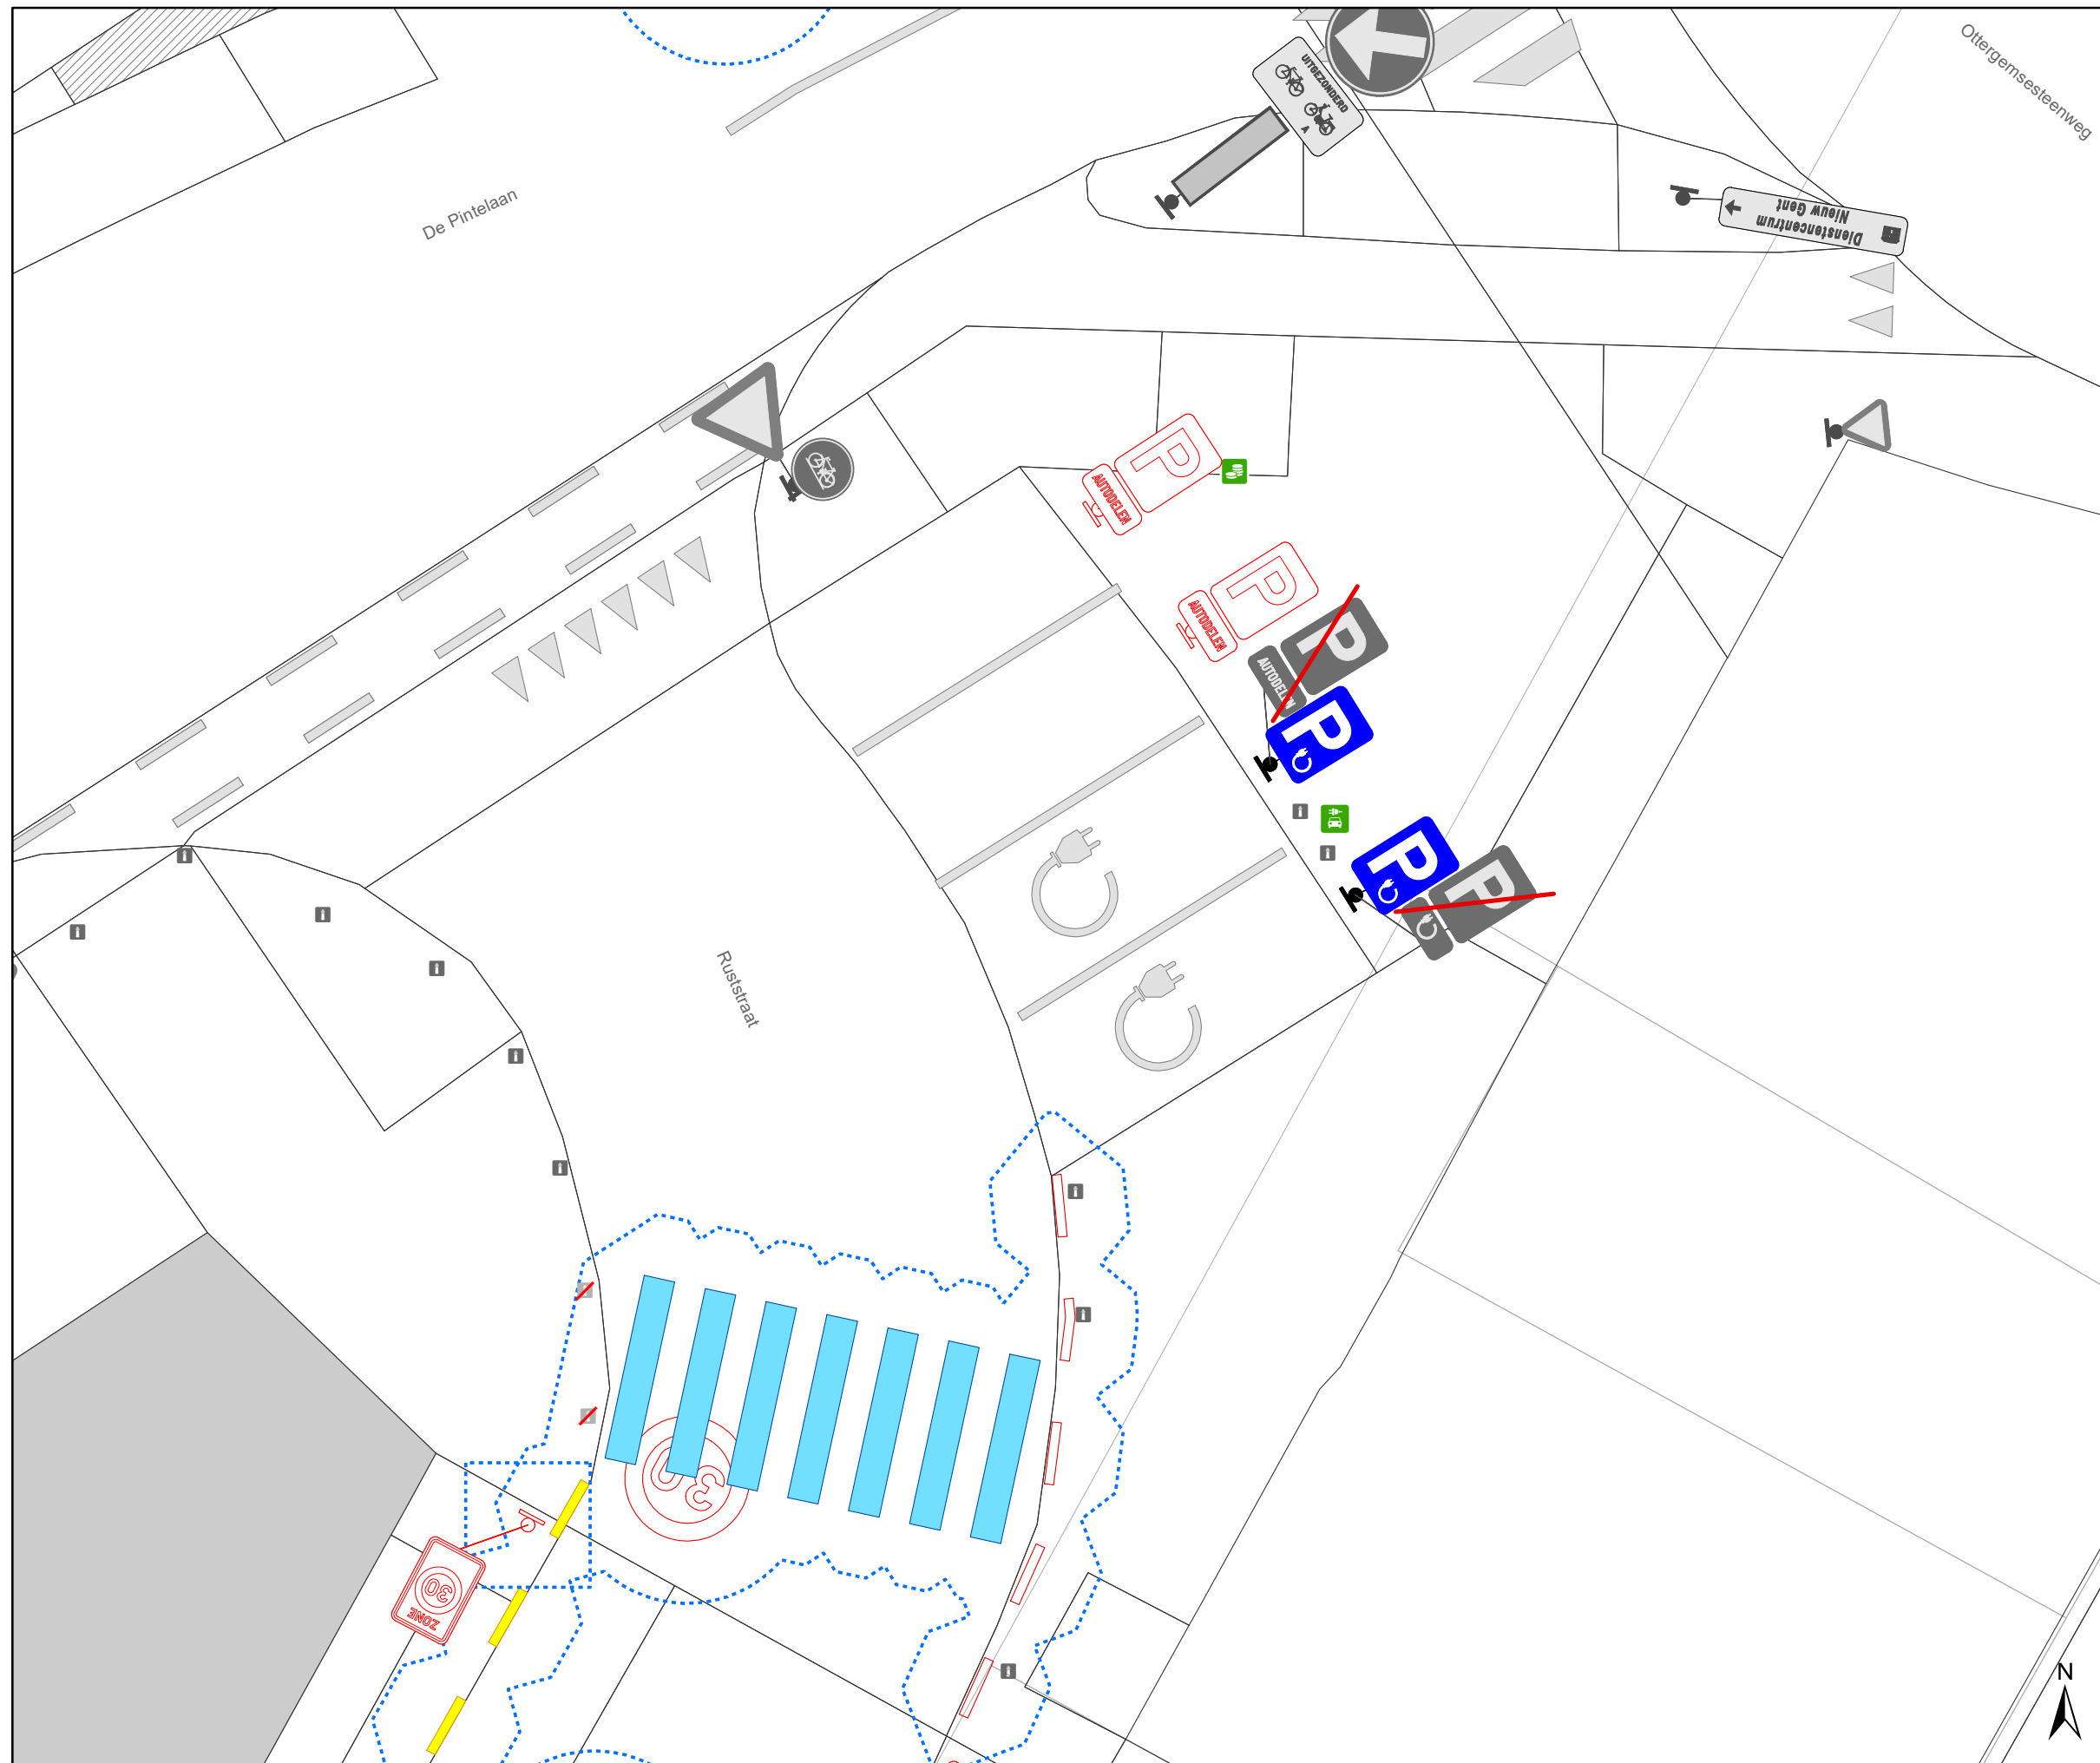 Ottergemsesteenweg
UITGEZONDERD
A
De Pintelaan
Dienstencentrum
Nieuw Gent
P
AUTODELEN
P
AUTODELEN
P
AUTODELEN
P
P
P
Ruststraat
30
30
ZONE
N